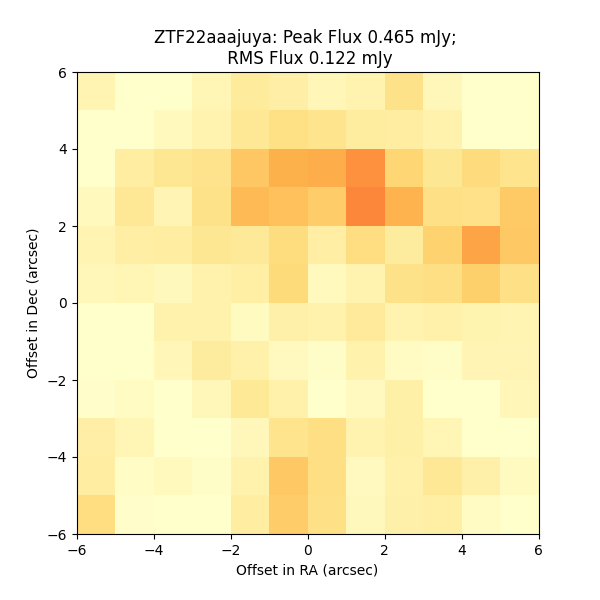 ZTF22aaajuya: Peak Flux 0.465 mJy;
RMS Flux 0.122 mJy
6
4
2
0
−2
−4
−6
Offset in Dec (arcsec)
−6 −4 −2 0 2 4 6
Offset in RA (arcsec)